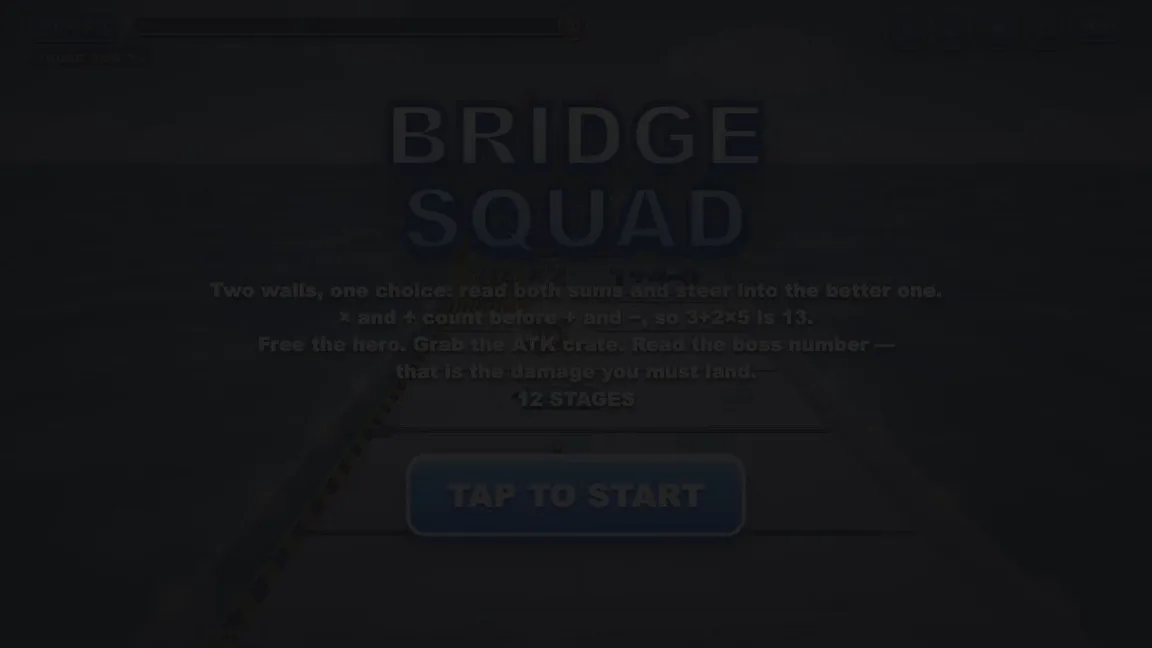 BRIDGE
SQUAD
Two walls, one choice: read both sums and steer into the better one.
× and ÷ count before + and −, so 3+2×5 is 13.
Free the hero. Grab the ATK crate. Read the boss number —
that is the damage you must land.
12 STAGES
TAP TO START